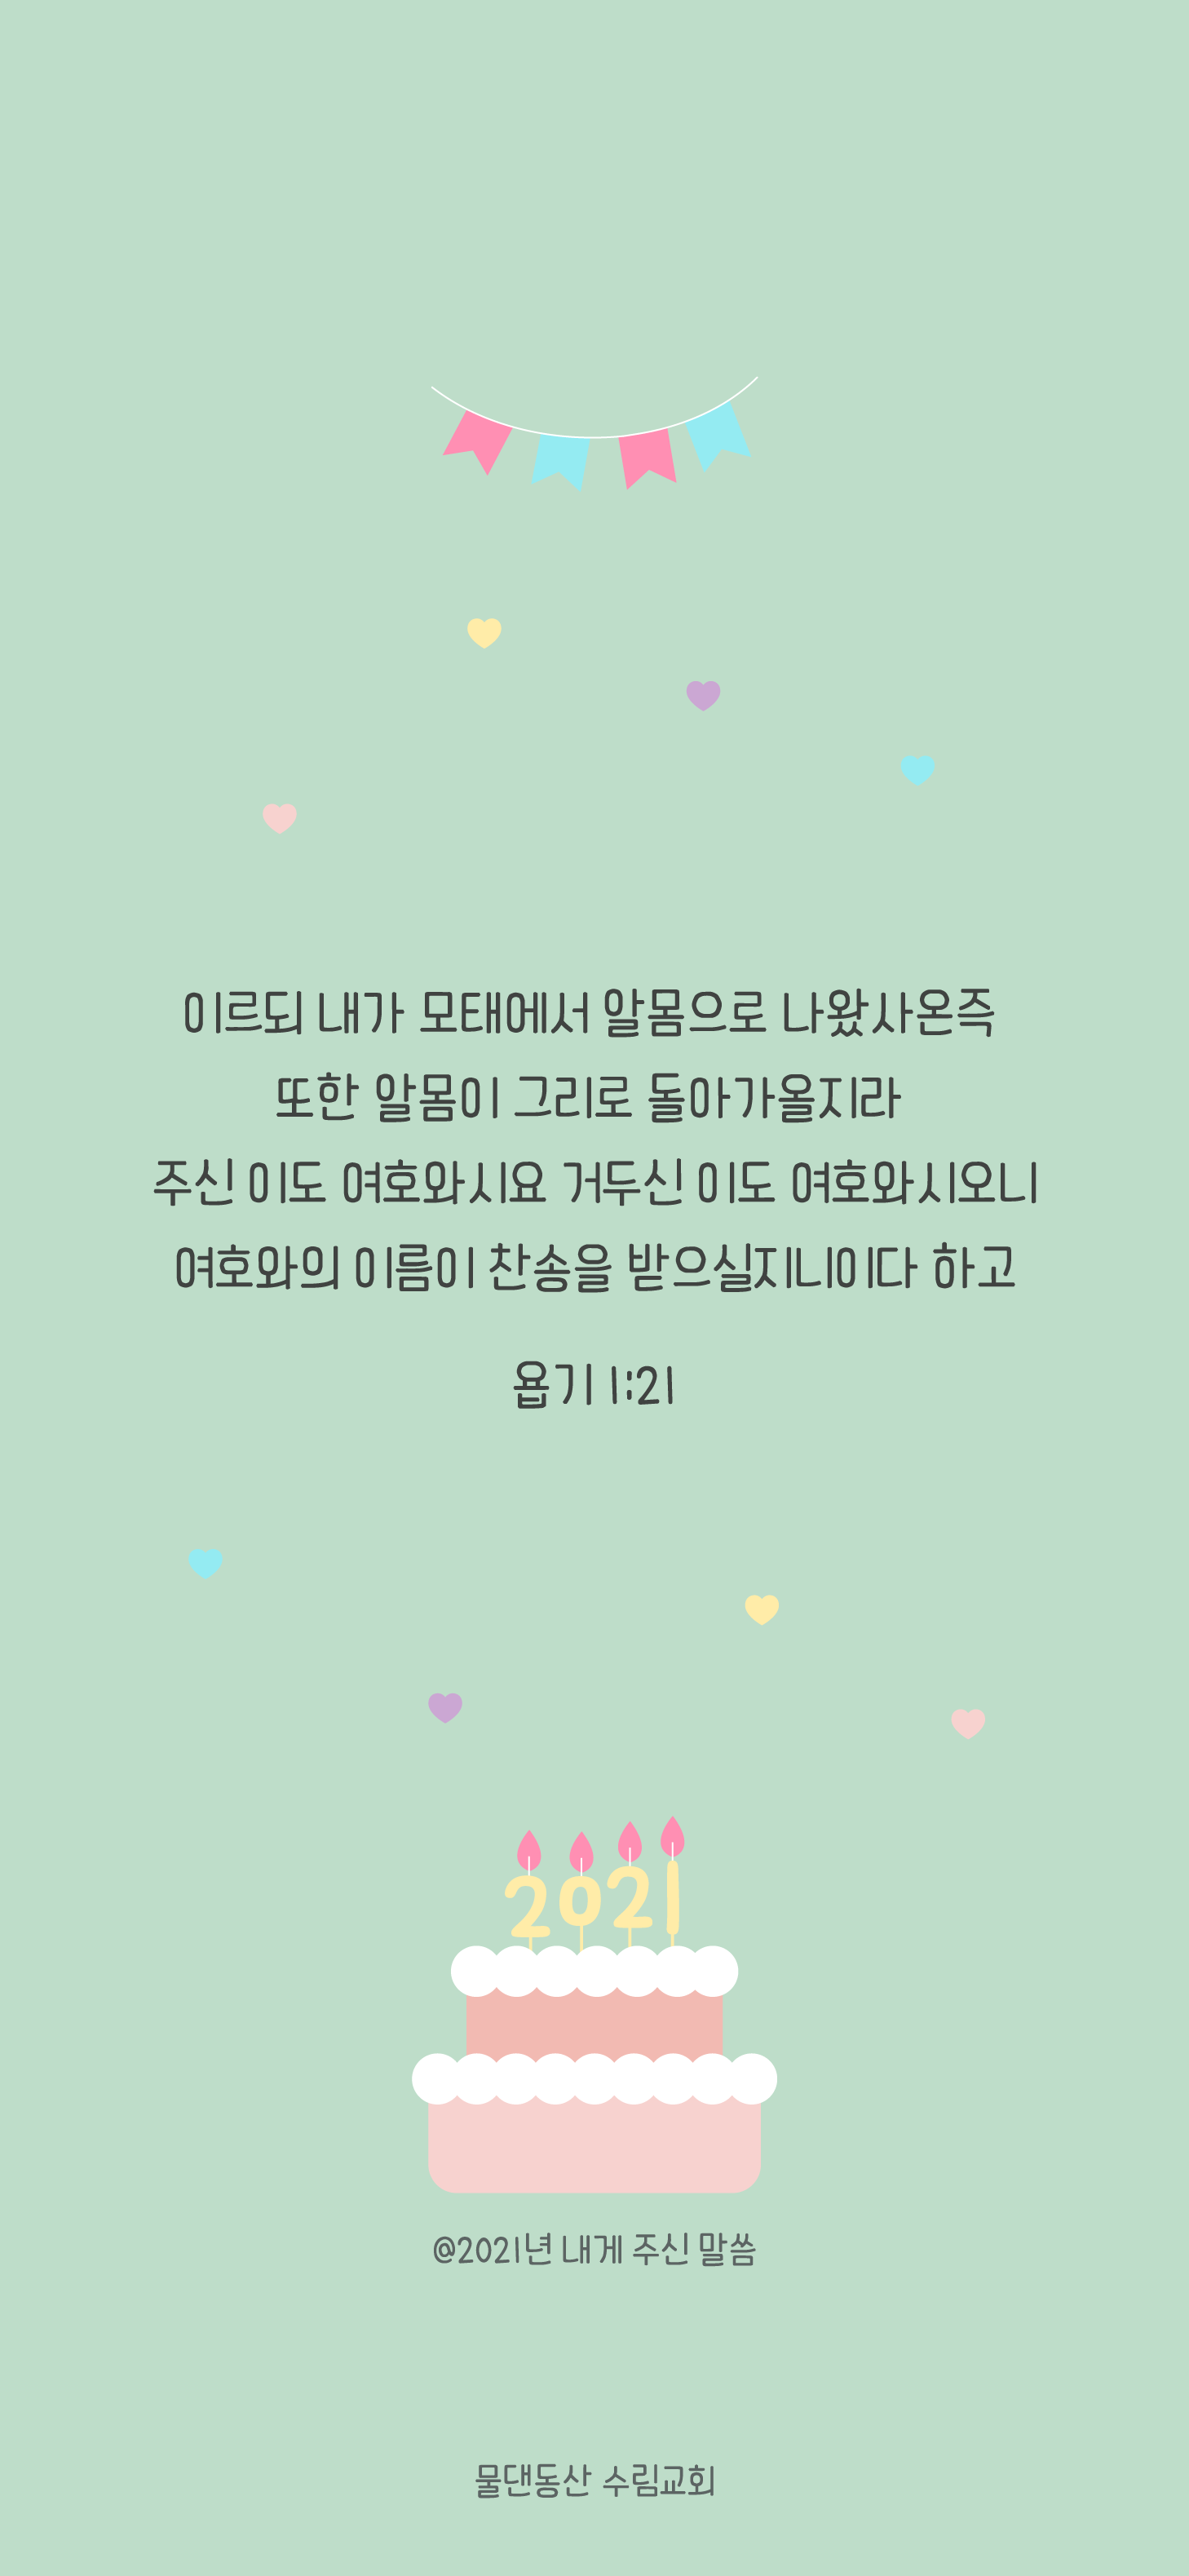 이르되 내가 모태에서 알몸으로 나왔사온즉
또한 알몸이 그리로 돌아가올지라
주신 이도 여호와시요 거두신 이도 여호와시오니
여호와의 이름이 찬송을 받으실지니이다 하고
욥기 1:21
2021
@2021년 내게 주신 말씀
물댄동산 수림교회